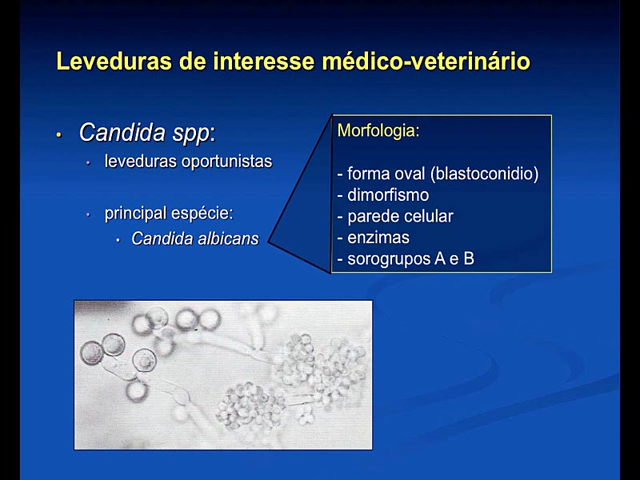 Leveduras de interesse médico-veterinário
• Candida spp:
• leveduras oportunistas
• principal espécie:
• Candida albicans
Morfologia:
- forma oval (blastoconidio)
- dimorfismo
- parede celular
- enzimas
- sorogrupos A e B